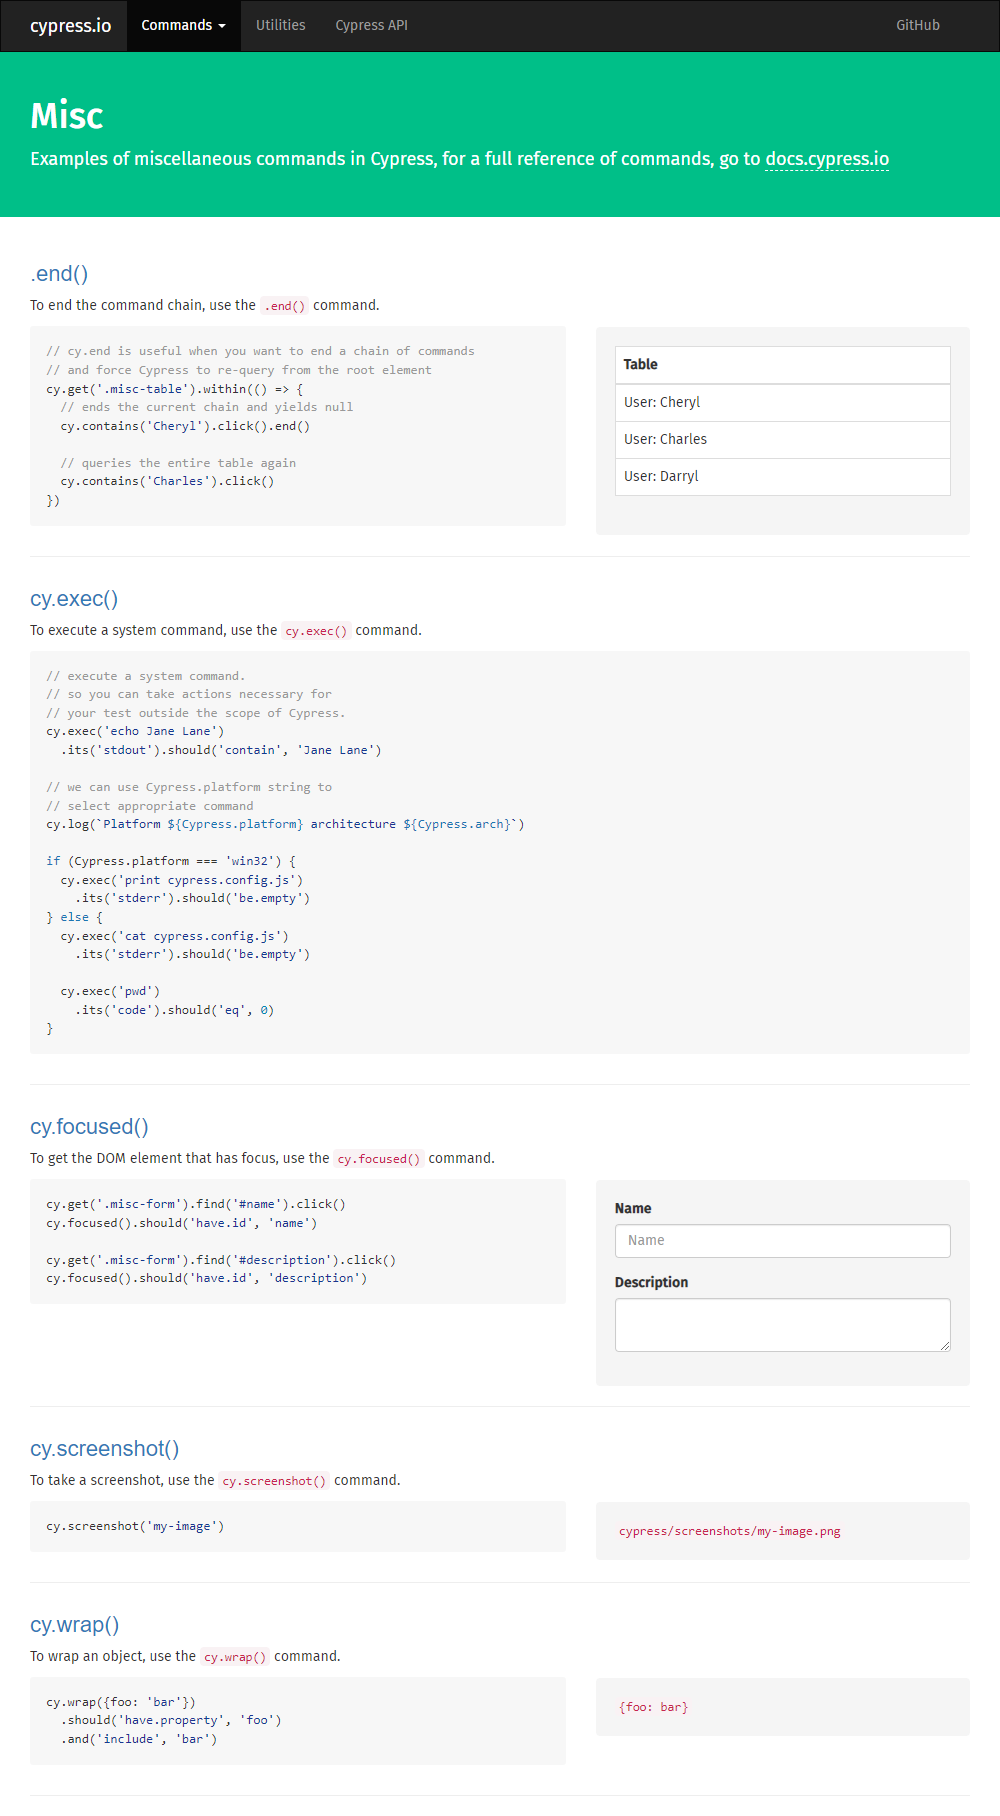 cypress.io Commands Utilities Cypress API GitHub
Misc
Examples of miscellaneous commands in Cypress, for a full reference of commands, go to docs.cypress.io
.end()
To end the command chain, use the .end() command.
// cy.end is useful when you want to end a chain of commands
// and force Cypress to re-query from the root element
cy.get('.misc-table').within(() => {
  // ends the current chain and yields null
  cy.contains('Cheryl').click().end()

  // queries the entire table again
  cy.contains('Charles').click()
})
Table
User: Cheryl
User: Charles
User: Darryl
cy.exec()
To execute a system command, use the cy.exec() command.
// execute a system command.
// so you can take actions necessary for
// your test outside the scope of Cypress.
cy.exec('echo Jane Lane')
  .its('stdout').should('contain', 'Jane Lane')

// we can use Cypress.platform string to
// select appropriate command
cy.log(`Platform ${Cypress.platform} architecture ${Cypress.arch}`)

if (Cypress.platform === 'win32') {
  cy.exec('print cypress.config.js')
    .its('stderr').should('be.empty')
} else {
  cy.exec('cat cypress.config.js')
    .its('stderr').should('be.empty')

  cy.exec('pwd')
    .its('code').should('eq', 0)
}
cy.focused()
To get the DOM element that has focus, use the cy.focused() command.
cy.get('.misc-form').find('#name').click()
cy.focused().should('have.id', 'name')

cy.get('.misc-form').find('#description').click()
cy.focused().should('have.id', 'description')
Name
Name
Description
cy.screenshot()
To take a screenshot, use the cy.screenshot() command.
cy.screenshot('my-image')
cypress/screenshots/my-image.png
cy.wrap()
To wrap an object, use the cy.wrap() command.
cy.wrap({foo: 'bar'})
  .should('have.property', 'foo')
  .and('include', 'bar')
{foo: bar}